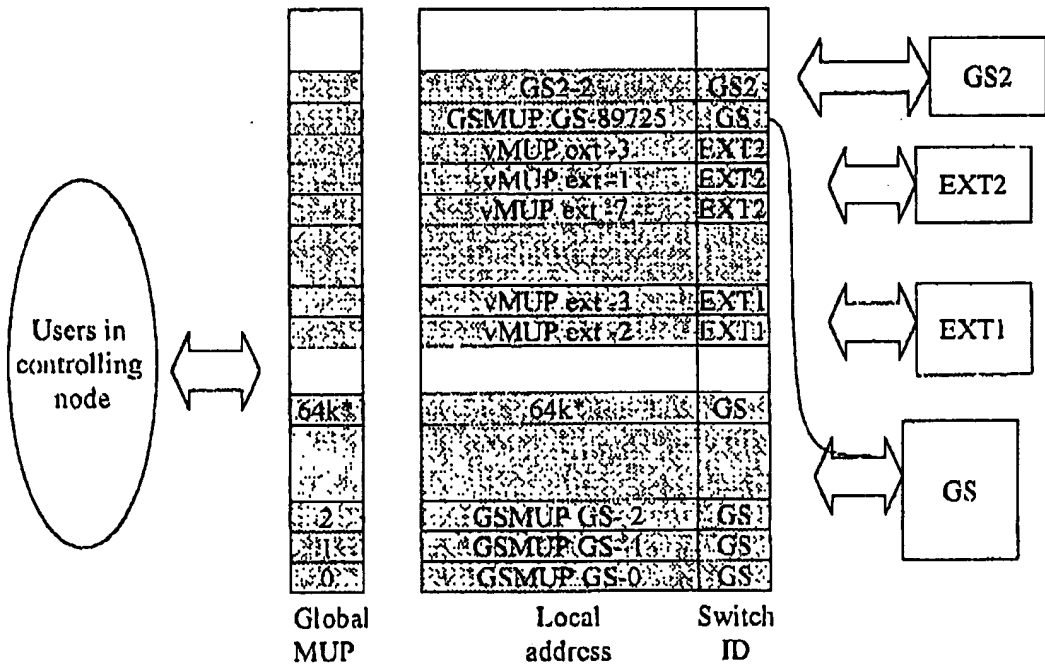 GS2-2 GS2
GSMUP GS-89725 GS
vMUP ext -3 EXT2
vMUP ext -1 EXT2
vMUP ext -7 EXT2
vMUP ext -3 EXT1
vMUP ext -2 EXT1
64k* 64k* GS
2 GSMUP GS- 2 GS
1 GSMUP GS- 1 GS
0 GSMUP GS-0 GS
Global
MUP
Local
address
Switch
ID
Users in
controlling
node
GS2
EXT2
EXT1
GS